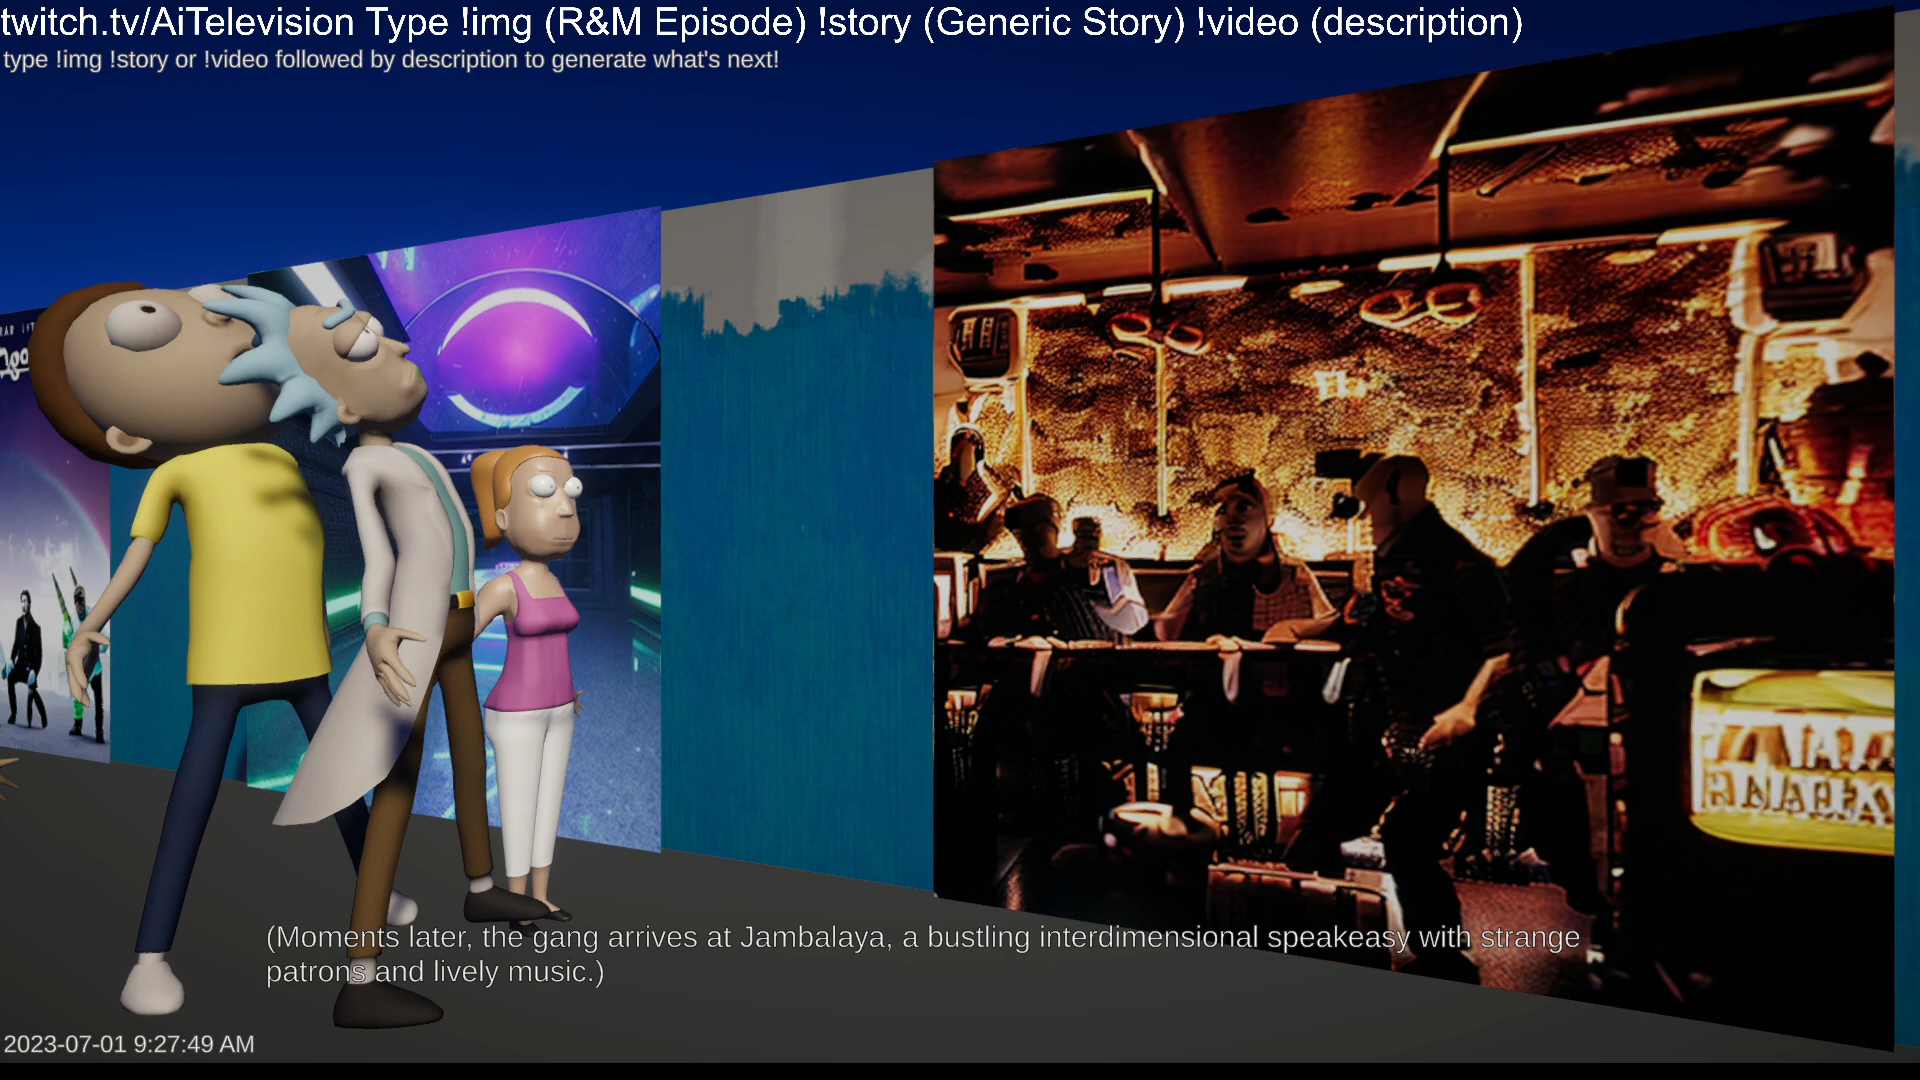 twitch.tv/AiTelevision Type !img (R&M Episode) !story (Generic Story) !video (description)
type !img !story or !video followed by description to generate what's next!
(Moments later, the gang arrives at Jambalaya, a bustling interdimensional speakeasy with strange
patrons and lively music.)
2023-07-01 9:27:49 AM